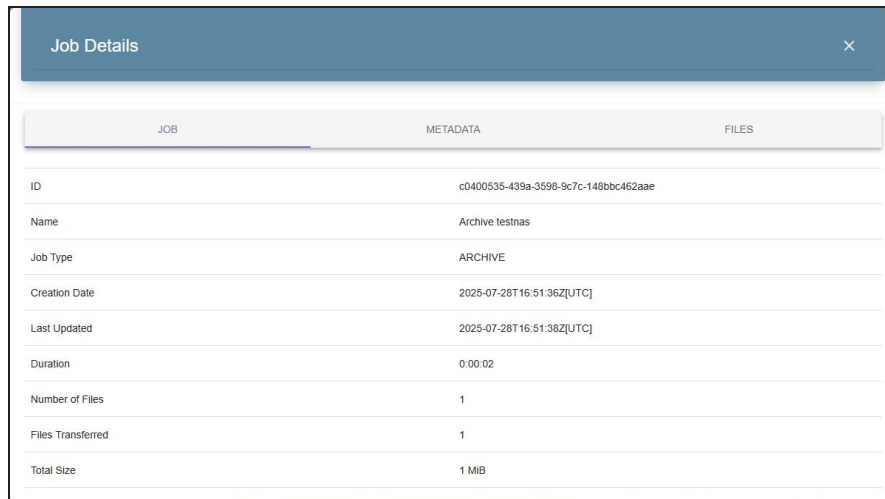 Job Details ×
JOB METADATA FILES
ID c0400535-439a-3598-9c7c-148bbc462aae
Name Archive testnas
Job Type ARCHIVE
Creation Date 2025-07-28T16:51:36Z[UTC]
Last Updated 2025-07-28T16:51:38Z[UTC]
Duration 0:00:02
Number of Files 1
Files Transferred 1
Total Size 1 MiB